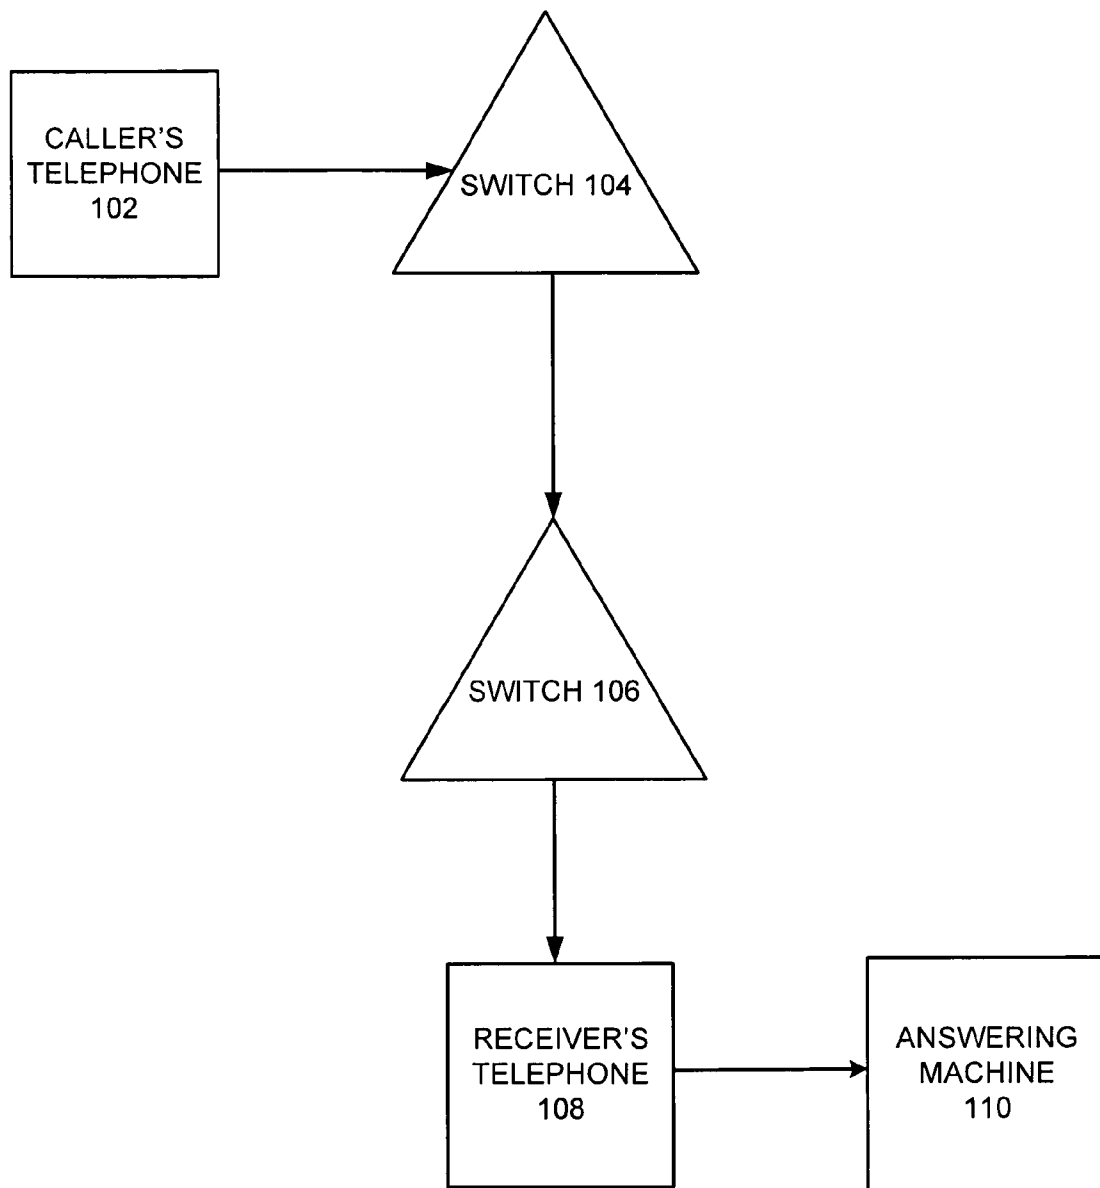 CALLER'S
TELEPHONE
102
SWITCH 104
SWITCH 106
RECEIVER'S
TELEPHONE
108
ANSWERING
MACHINE
110